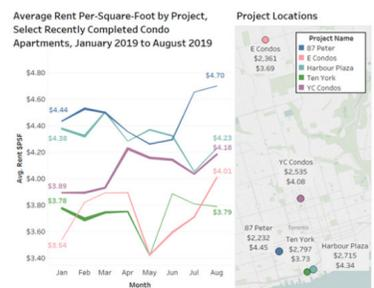 Average Rent Per-Square-Foot by Project,
Select Recently Completed Condo
Apartments, January 2019 to August 2019
$4.80
$4.60
$4.40
$4.20
$4.00
$3.80
$3.60
$3.40
Avg. Rent $PSF
$4.44
$4.38
$3.89
$3.78
$3.54
$4.70
$4.23
$4.18
$4.01
$3.79
Jan Feb Mar Apr May Jun Jul Aug
Month
Project Locations
Project Name
87 Peter
E Condos
Harbour Plaza
Ten York
YC Condos
E Condos
$2,361
$3.69
YC Condos
$2,535
$4.08
Toronto
87 Peter
$2,232
$4.45
Ten York
$2,797
$3.73
Harbour Plaza
$2,715
$4.34